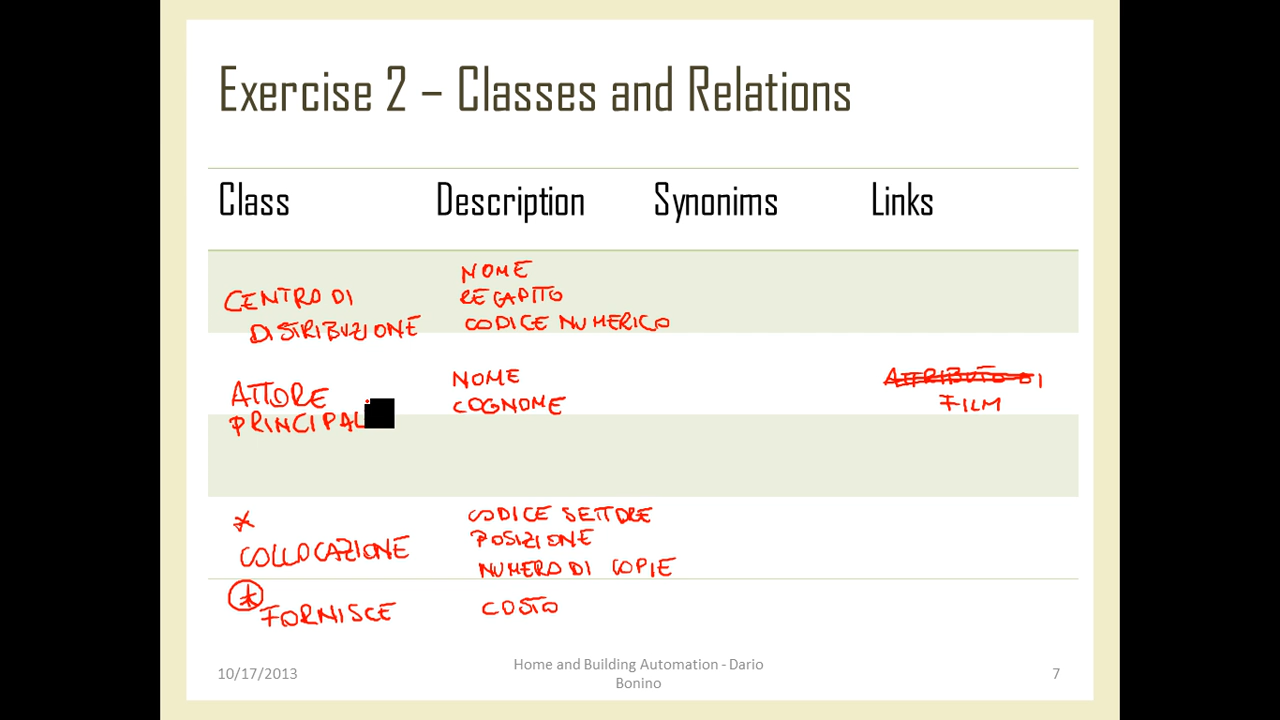 Exercise 2 – Classes and Relations
Class Description Synonims Links
NOME
CENTRO DI RECAPITO
DISTRIBUZIONE CODICE NUMERICO
NOME ATTRIBUTO DI
ATTORE COGNOME FILM
PRINCIPAL
* CODICE SETTORE
COLLOCAZIONE POSIZIONE
NUMERO DI COPIE
* FORNISCE COSTO
10/17/2013 Home and Building Automation - Dario 7
Bonino